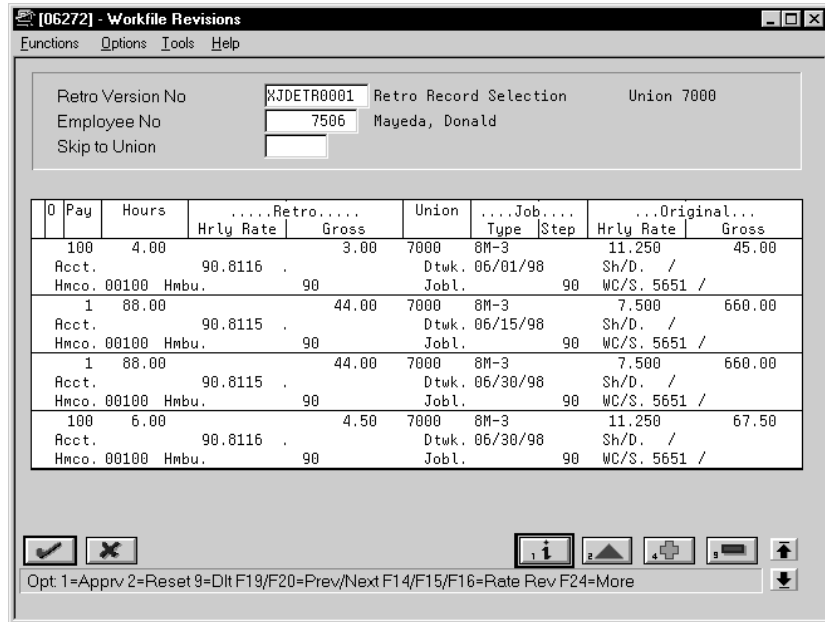 [06272] - Workfile Revisions
Functions Options Tools Help
Retro Version No XJDETR0001 Retro Record Selection Union 7000
Employee No 7506 Mayeda, Donald
Skip to Union
O Pay Hours .....Retro..... Union ....Job.... ...Original...
Hrly Rate Gross Type Step Hrly Rate Gross
100 4.00 3.00 7000 8M-3 11.250 45.00
Acct. 90.8116 . Dtwk. 06/01/98 Sh/D. /
Hmco. 00100 Hmbu. 90 Jobl. 90 WC/S. 5651 /
1 88.00 44.00 7000 8M-3 7.500 660.00
Acct. 90.8115 . Dtwk. 06/15/98 Sh/D. /
Hmco. 00100 Hmbu. 90 Jobl. 90 WC/S. 5651 /
1 88.00 44.00 7000 8M-3 7.500 660.00
Acct. 90.8115 . Dtwk. 06/30/98 Sh/D. /
Hmco. 00100 Hmbu. 90 Jobl. 90 WC/S. 5651 /
100 6.00 4.50 7000 8M-3 11.250 67.50
Acct. 90.8116 . Dtwk. 06/30/98 Sh/D. /
Hmco. 00100 Hmbu. 90 Jobl. 90 WC/S. 5651 /
1 i 2 4 9
Opt: 1=Apprv 2=Reset 9=Dlt F19/F20=Prev/Next F14/F15/F16=Rate Rev F24=More